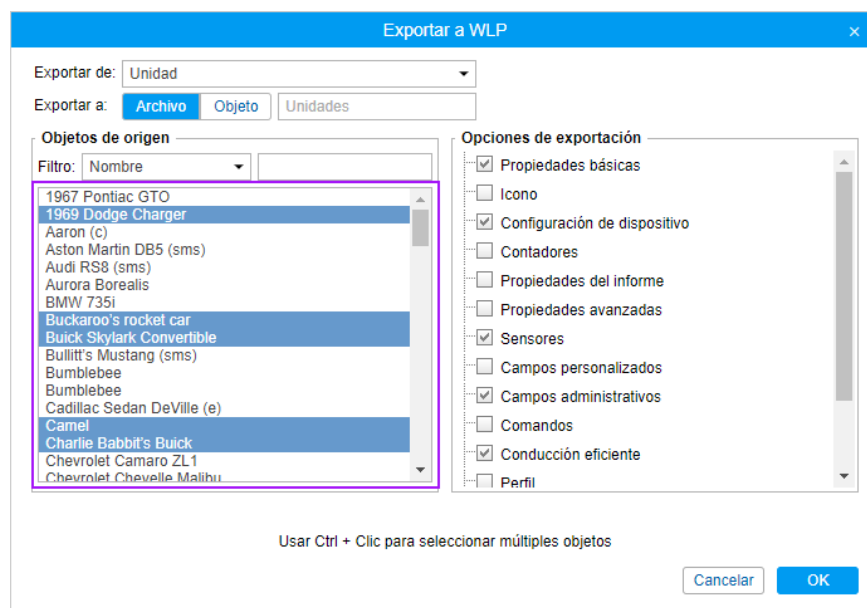 Exportar a WLP
×
Exportar de: Unidad
Exportar a: Archivo Objeto Unidades
Objetos de origen
Filtro: Nombre
1967 Pontiac GTO
1969 Dodge Charger
Aaron (c)
Aston Martin DB5 (sms)
Audi RS8 (sms)
Aurora Borealis
BMW 735i
Buckaroo's rocket car
Buick Skylark Convertible
Bullitt's Mustang (sms)
Bumblebee
Bumblebee
Cadillac Sedan DeVille (e)
Camel
Charlie Babbit's Buick
Chevrolet Camaro ZL1
Chevrolet Chevelle Malibu
Opciones de exportación
Propiedades básicas
Icono
Configuración de dispositivo
Contadores
Propiedades del informe
Propiedades avanzadas
Sensores
Campos personalizados
Campos administrativos
Comandos
Conducción eficiente
Perfil
Usar Ctrl + Clic para seleccionar múltiples objetos
Cancelar OK